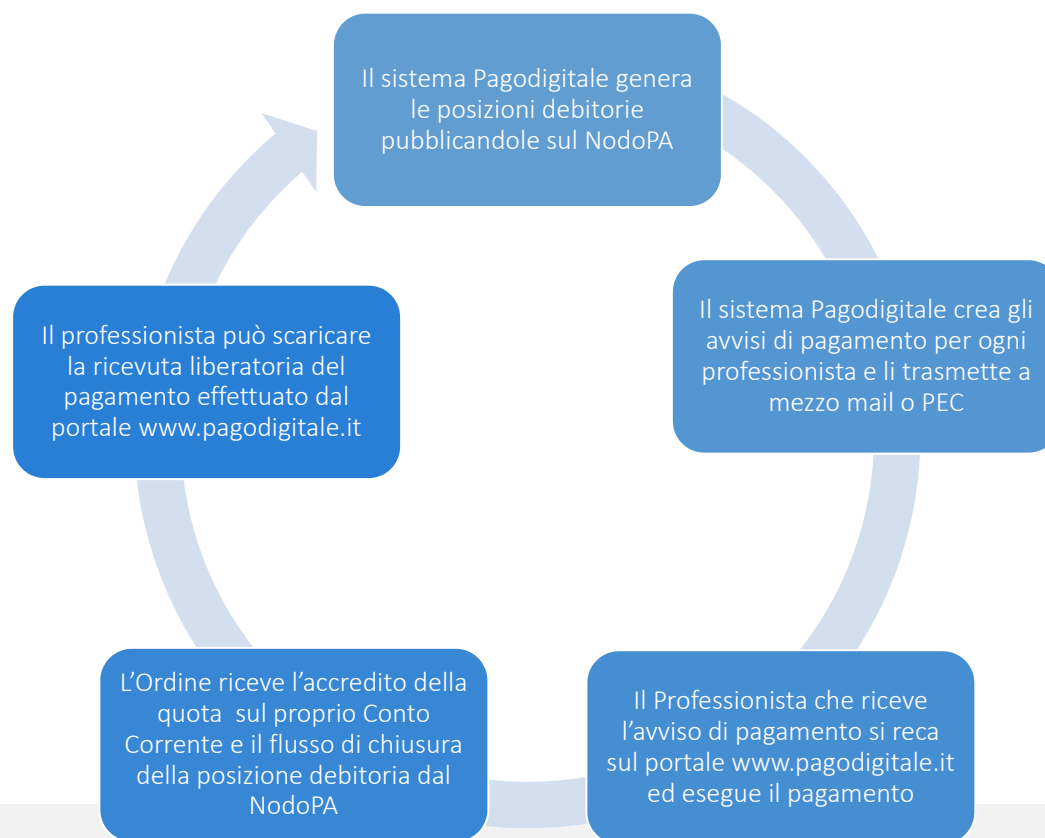 Il sistema Pagodigitale genera
le posizioni debitorie
pubblicandole sul NodoPA
Il sistema Pagodigitale crea gli
avvisi di pagamento per ogni
professionista e li trasmette a
mezzo mail o PEC
Il Professionista che riceve
l’avviso di pagamento si reca
sul portale www.pagodigitale.it
ed esegue il pagamento
L’Ordine riceve l’accredito della
quota  sul proprio Conto
Corrente e il flusso di chiusura
della posizione debitoria dal
NodoPA
Il professionista può scaricare
la ricevuta liberatoria del
pagamento effettuato dal
portale www.pagodigitale.it